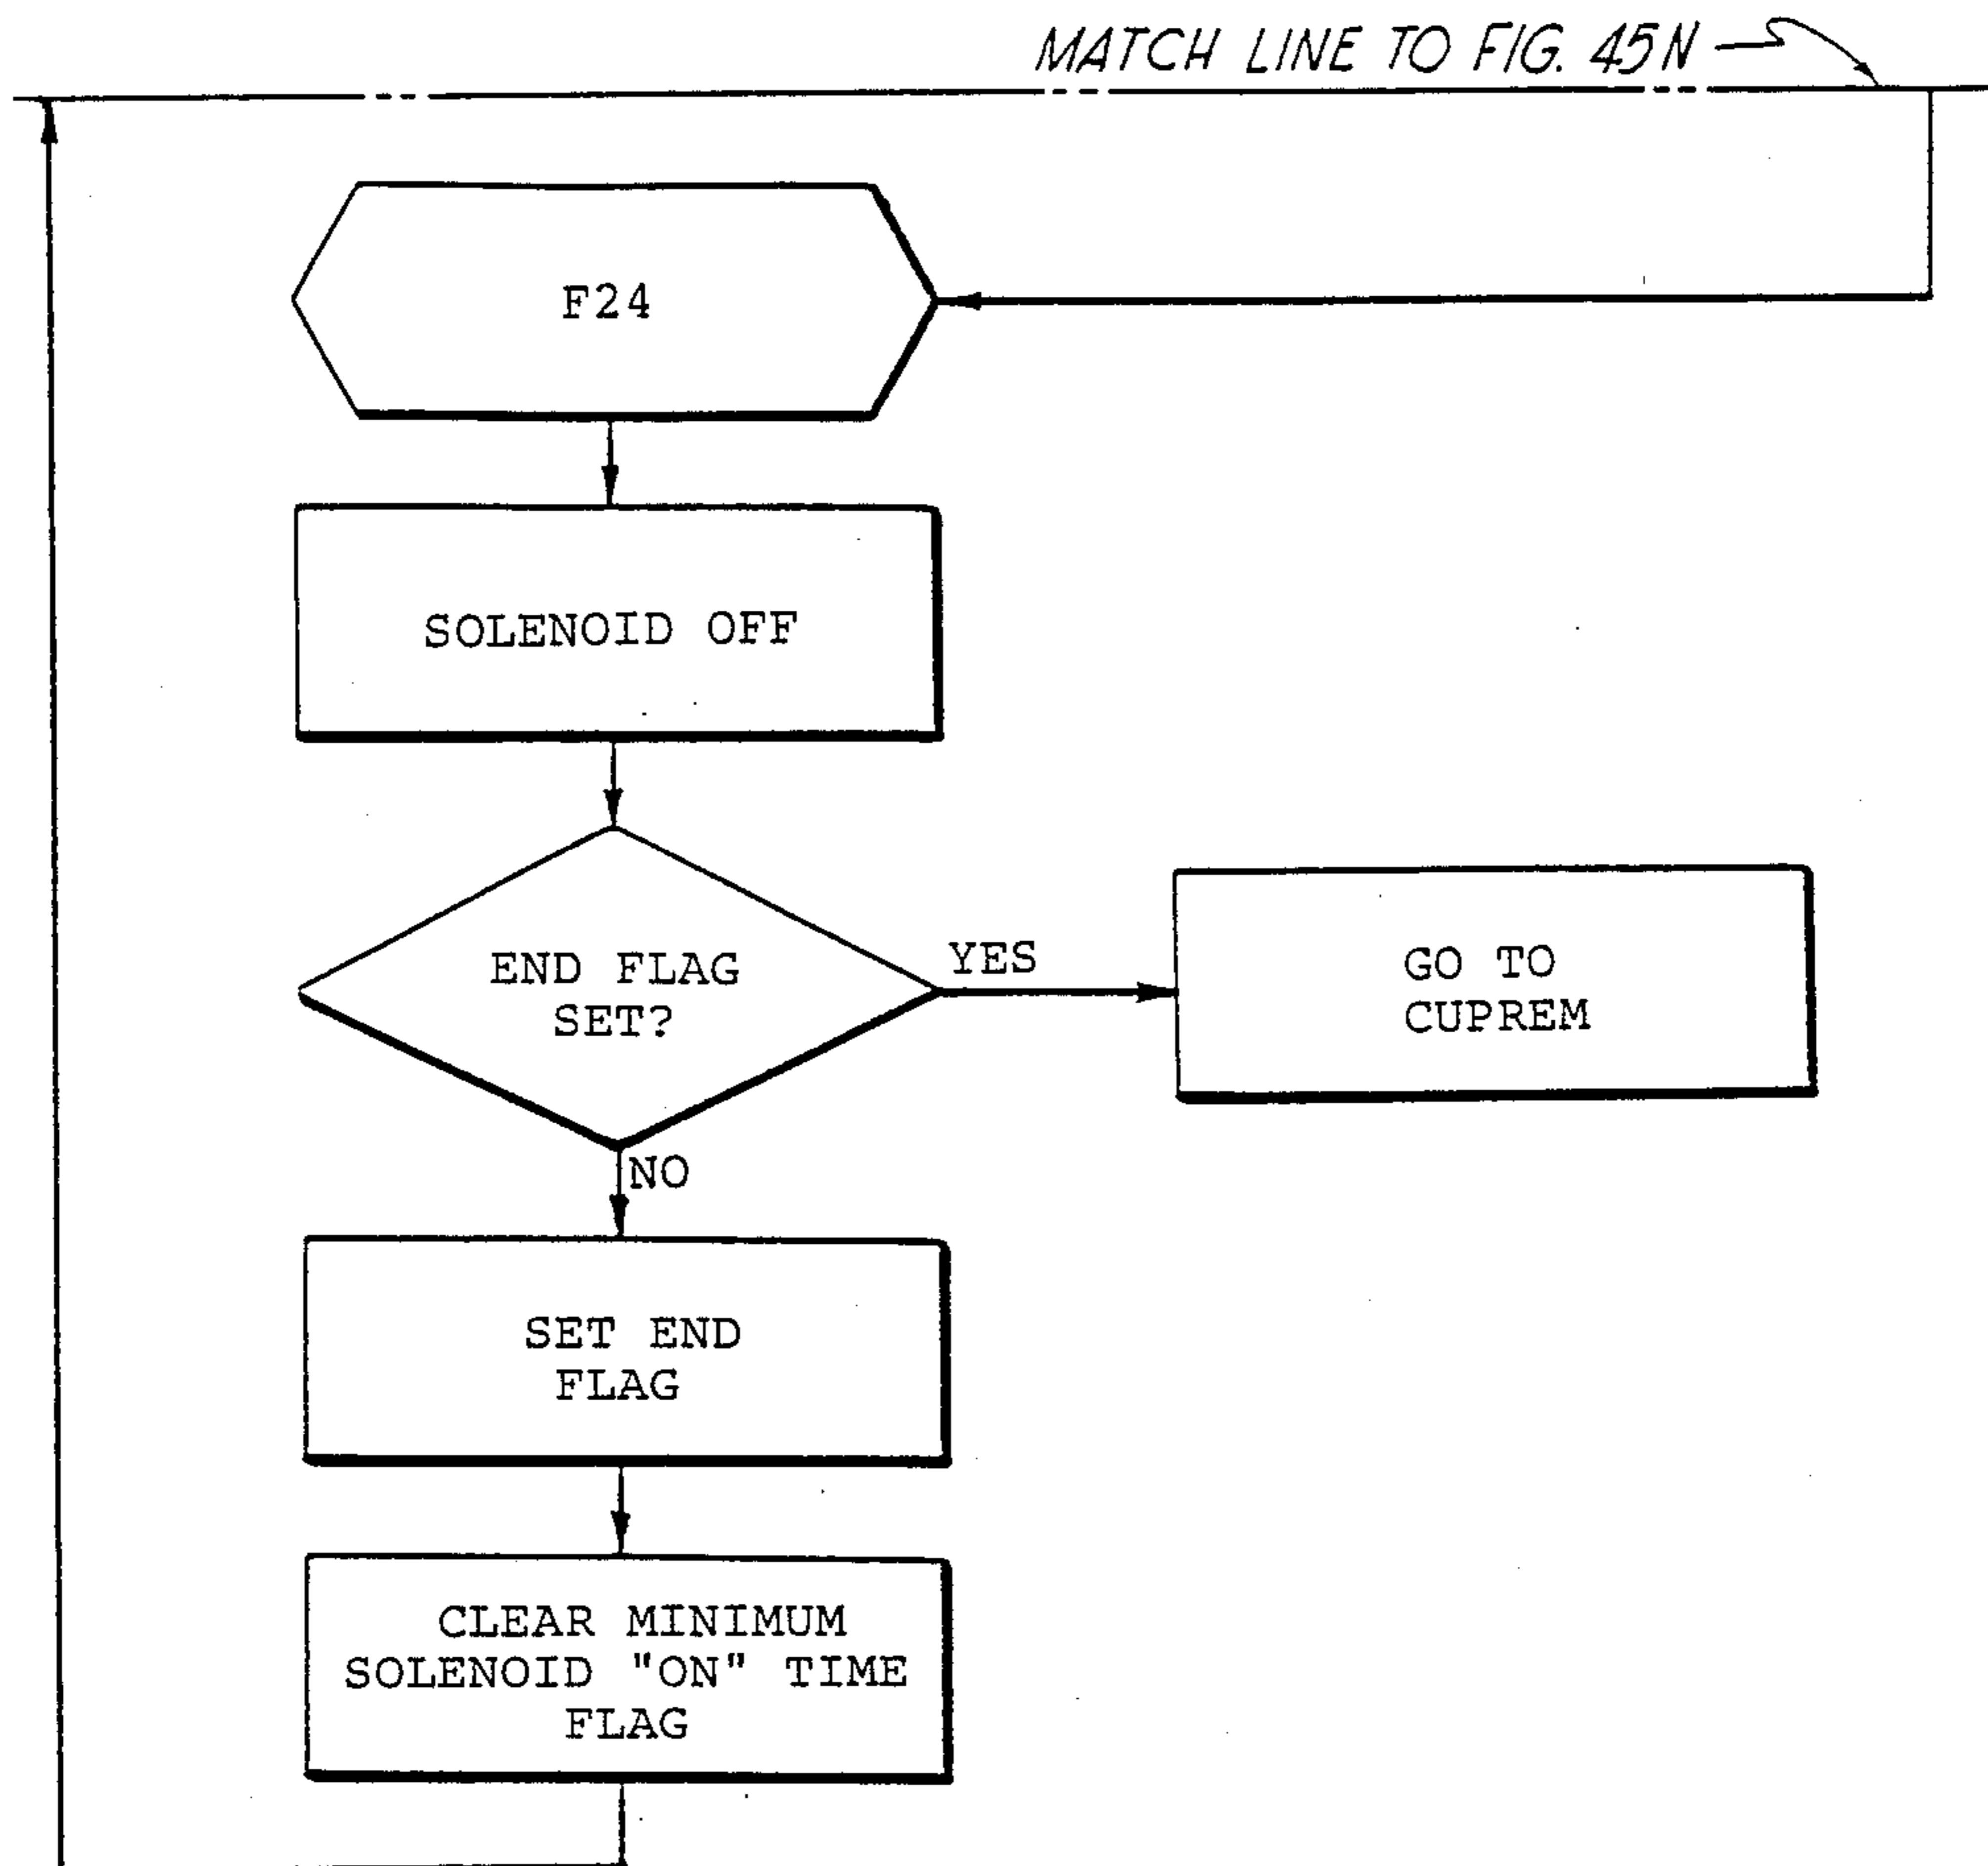 MATCH LINE TO FIG. 45N
F24
SOLENOID OFF
END FLAG
SET?
YES
GO TO
CUPREM
NO
SET END
FLAG
CLEAR MINIMUM
SOLENOID "ON" TIME
FLAG